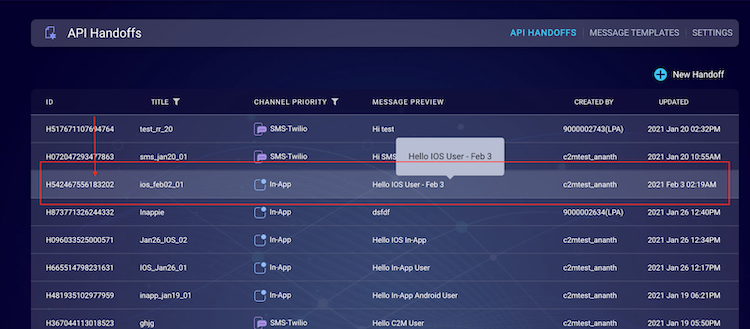 API Handoffs
API HANDOFFS | MESSAGE TEMPLATES | SETTINGS
New Handoff
ID TITLE CHANNEL PRIORITY MESSAGE PREVIEW CREATED BY UPDATED
H517671107694764 test_rr_20 SMS-Twilio Hi test 9000002743(LPA) 2021 Jan 20 02:32PM
H072047293477863 sms_jan20_01 SMS-Twilio Hi SMS c2mtest_ananth 2021 Jan 20 10:55AM
Hello IOS User - Feb 3
H542467556183202 ios_feb02_01 In-App Hello IOS User - Feb 3 c2mtest_ananth 2021 Feb 3 02:19AM
H873771326244332 Inappie In-App dsfdf 9000002634(LPA) 2021 Jan 26 12:40PM
H096033525000571 Jan26_IOS_02 In-App Hello IOS In-App c2mtest_ananth 2021 Jan 26 12:34PM
H665514798231631 IOS_Jan26_01 In-App Hello In-App User c2mtest_ananth 2021 Jan 26 12:17PM
H481935102977959 inapp_jan19_01 In-App Hello In-App Android User c2mtest_ananth 2021 Jan 19 06:21PM
H367044113018523 ghjg SMS-Twilio Hello C2M User c2mtest_ananth 2021 Jan 19 06:04PM